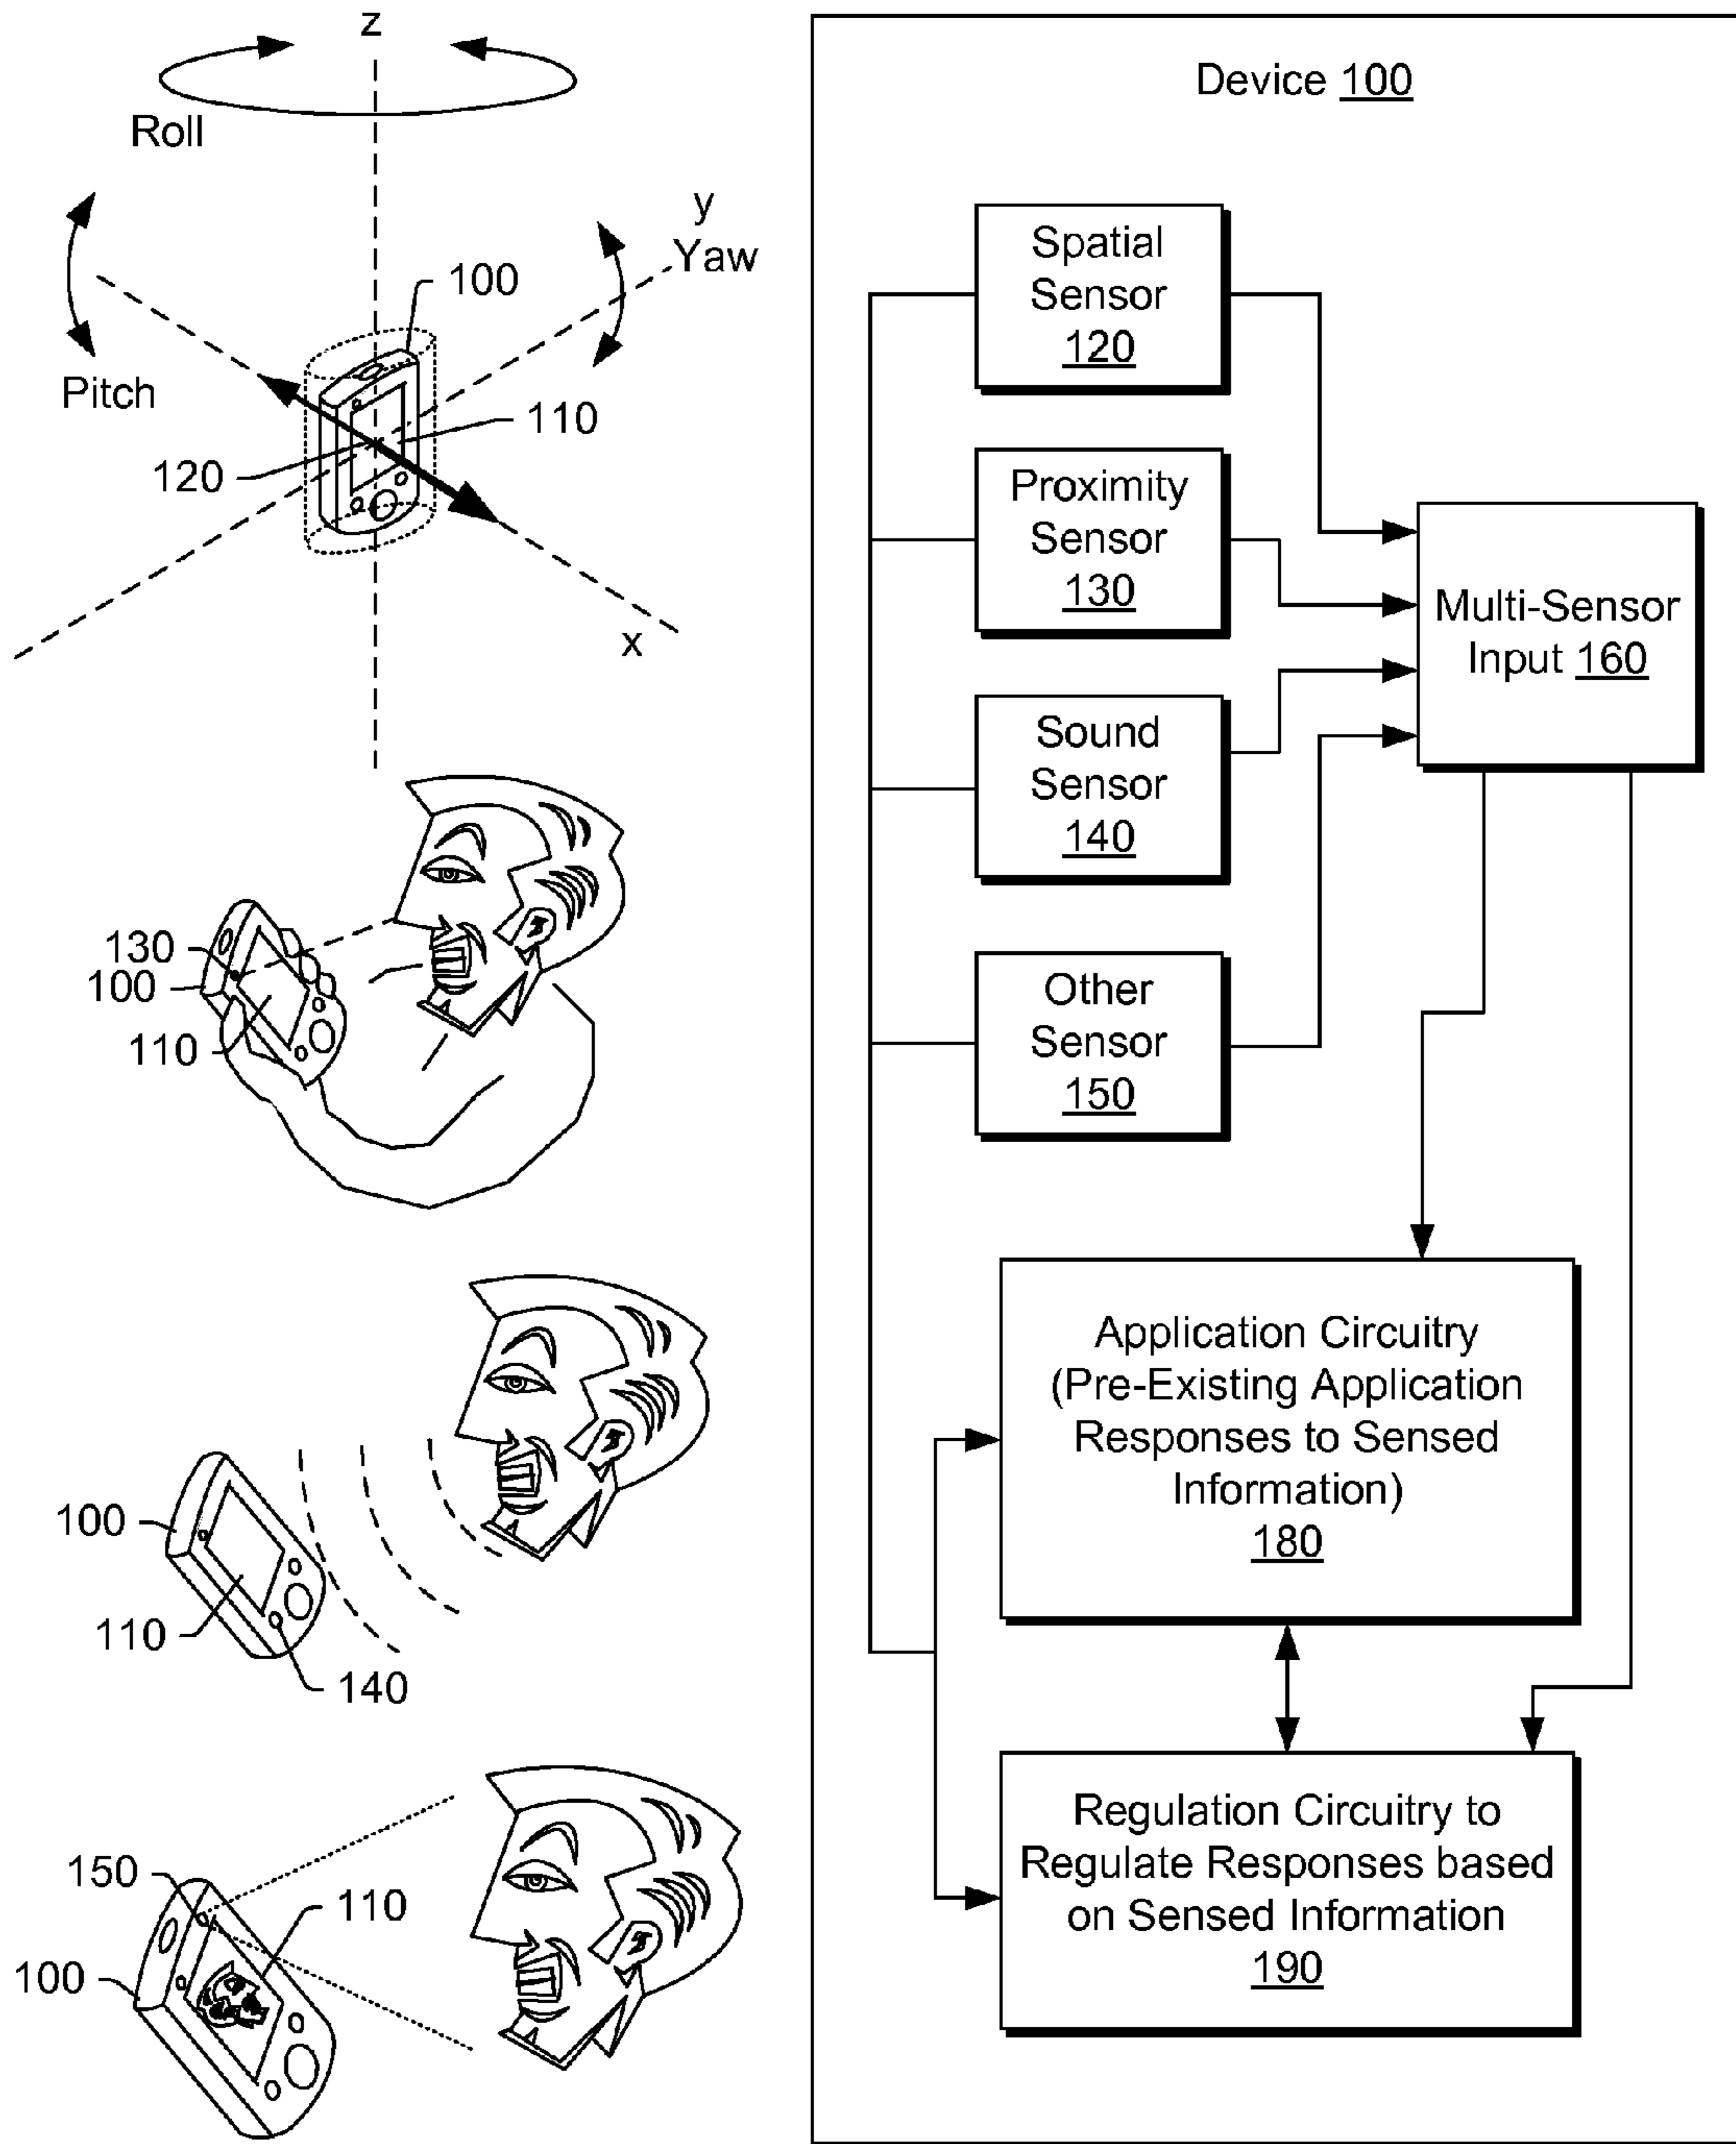 z
Roll
y
Yaw
100
Pitch
110
120
x
130
100
110
100
110
140
150
110
100
Device 100
Spatial
Sensor
120
Proximity
Sensor
130
Sound
Sensor
140
Other
Sensor
150
Multi-Sensor
Input 160
Application Circuitry
(Pre-Existing Application
Responses to Sensed
Information)
180
Regulation Circuitry to
Regulate Responses based
on Sensed Information
190